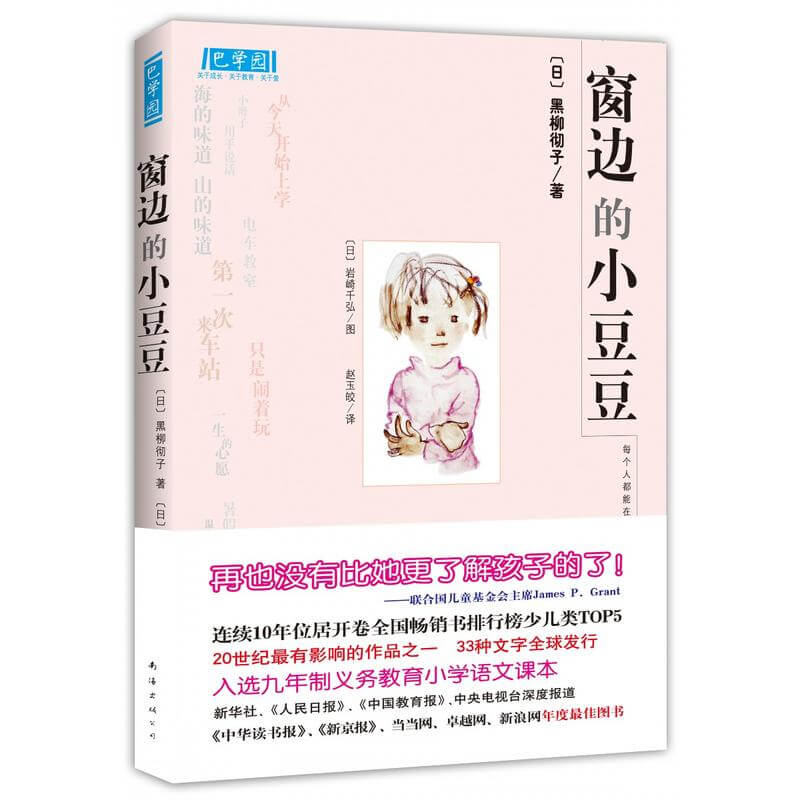 巴学园
窗边的小豆豆
〔日〕黑柳彻子 著
〔日〕
南海出版公司
巴学园
关于成长·关于教育·关于爱
窗边的小豆豆
〔日〕黑柳彻子/著
〔日〕岩崎千弘/图
赵玉皎/译
从今天开始上学
小辫子
用手说话
海的味道 山的味道
电车教室
第一次来车站
只是闹着玩
一生的心愿
暑假
温
每个人都能在
再也没有比她更了解孩子的了!
——联合国儿童基金会主席James P. Grant
连续10年位居开卷全国畅销书排行榜少儿类TOP5
20世纪最有影响的作品之一 33种文字全球发行
入选九年制义务教育小学语文课本
新华社、《人民日报》、《中国教育报》、中央电视台深度报道
《中华读书报》、《新京报》、当当网、卓越网、新浪网年度最佳图书